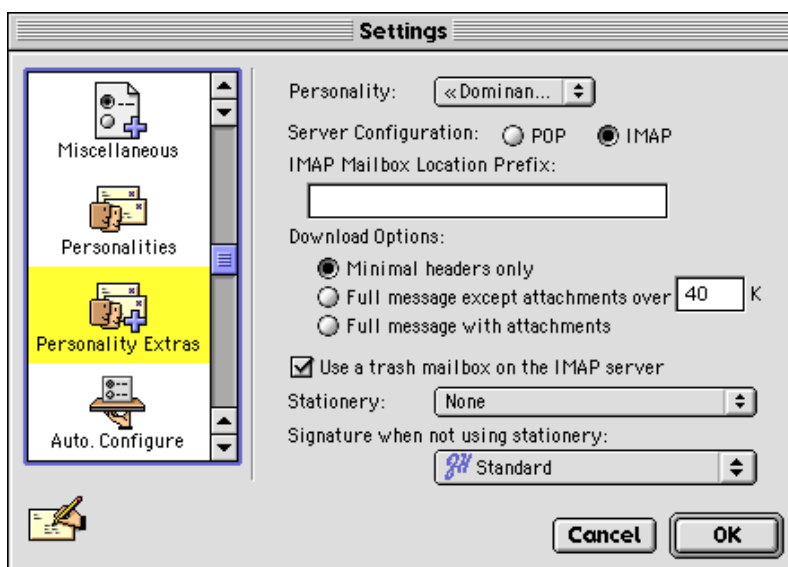 Settings
Miscellaneous
Personalities
Personality Extras
Auto. Configure
Personality: «Dominan...
Server Configuration: POP IMAP
IMAP Mailbox Location Prefix:
Download Options:
Minimal headers only
Full message except attachments over 40 K
Full message with attachments
Use a trash mailbox on the IMAP server
Stationery: None
Signature when not using stationery:
JH Standard
Cancel OK